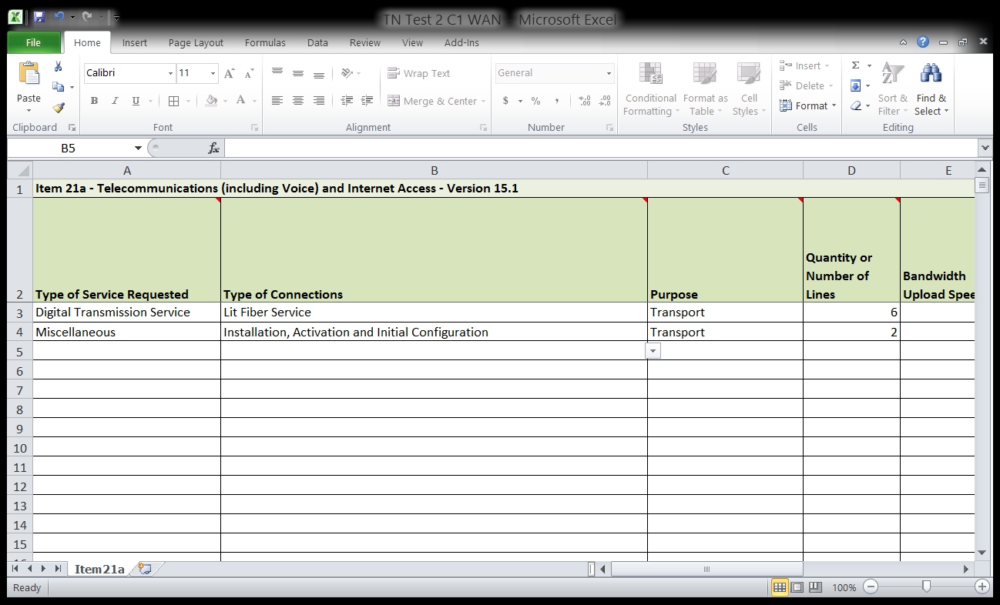 TN Test 2 C1 WAN - Microsoft Excel
File Home Insert Page Layout Formulas Data Review View Add-Ins
Calibri 11 Wrap Text General Insert Σ
Paste B I U A Merge & Center $ % , Conditional Formatting Format as Table Cell Styles Delete Format Sort & Filter Find & Select
Clipboard Font Alignment Number Styles Cells Editing
B5 fx
A B C D E
1 Item 21a - Telecommunications (including Voice) and Internet Access - Version 15.1
Quantity or
Number of Bandwidth
2 Type of Service Requested Type of Connections Purpose Lines Upload Spee
3 Digital Transmission Service Lit Fiber Service Transport 6
4 Miscellaneous Installation, Activation and Initial Configuration Transport 2
5
6
7
8
9
10
11
12
13
14
15
Item21a
Ready 100%